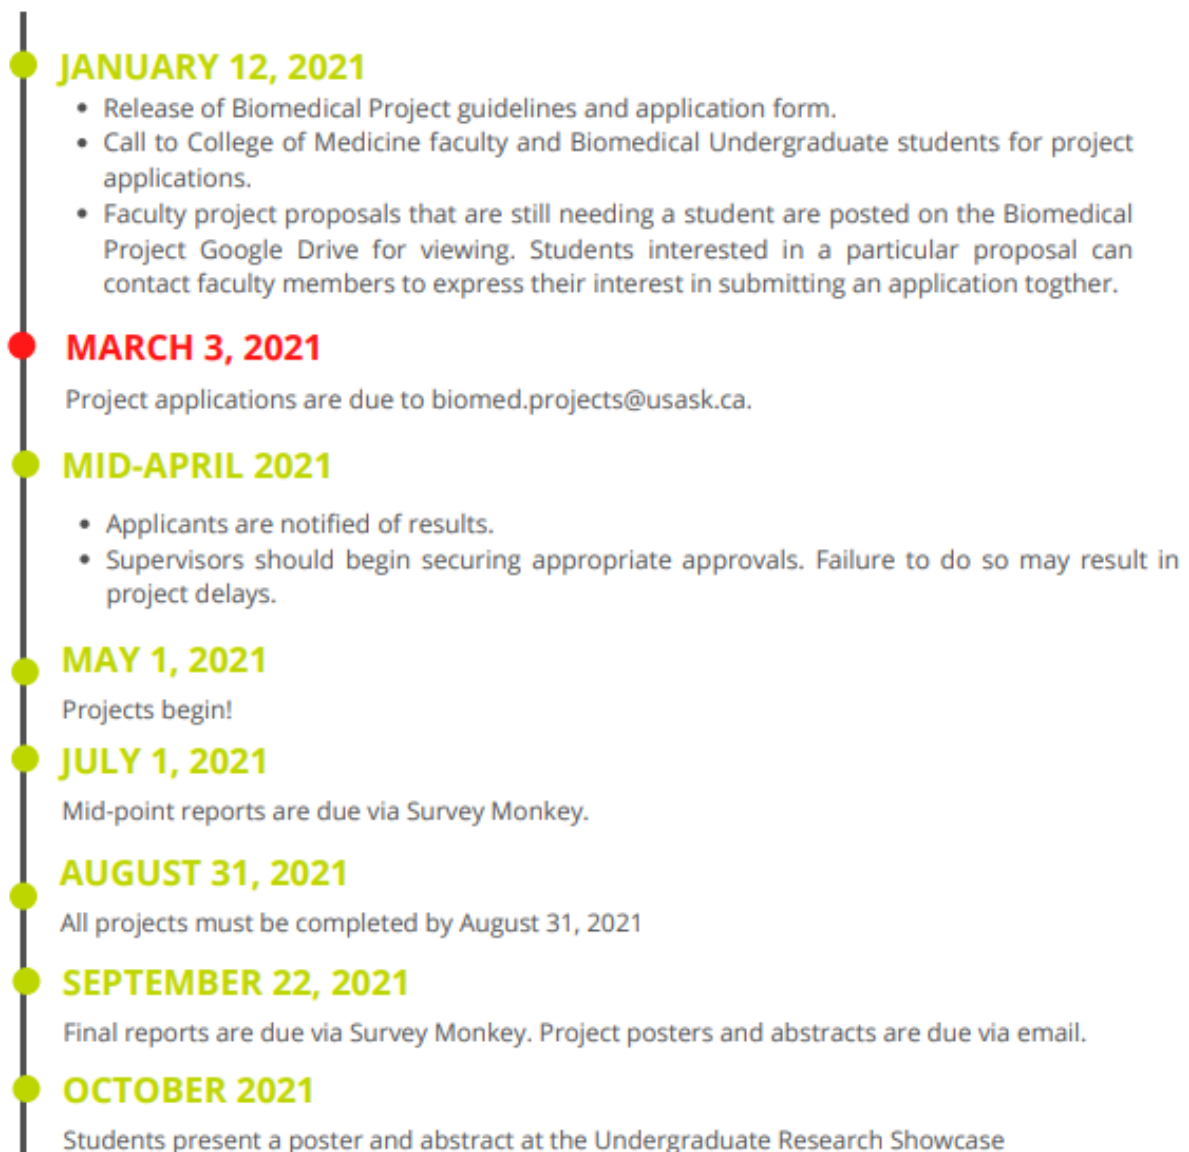 JANUARY 12, 2021
• Release of Biomedical Project guidelines and application form.
• Call to College of Medicine faculty and Biomedical Undergraduate students for project
applications.
• Faculty project proposals that are still needing a student are posted on the Biomedical
Project Google Drive for viewing. Students interested in a particular proposal can
contact faculty members to express their interest in submitting an application togther.
MARCH 3, 2021
Project applications are due to biomed.projects@usask.ca.
MID-APRIL 2021
• Applicants are notified of results.
• Supervisors should begin securing appropriate approvals. Failure to do so may result in
project delays.
MAY 1, 2021
Projects begin!
JULY 1, 2021
Mid-point reports are due via Survey Monkey.
AUGUST 31, 2021
All projects must be completed by August 31, 2021
SEPTEMBER 22, 2021
Final reports are due via Survey Monkey. Project posters and abstracts are due via email.
OCTOBER 2021
Students present a poster and abstract at the Undergraduate Research Showcase